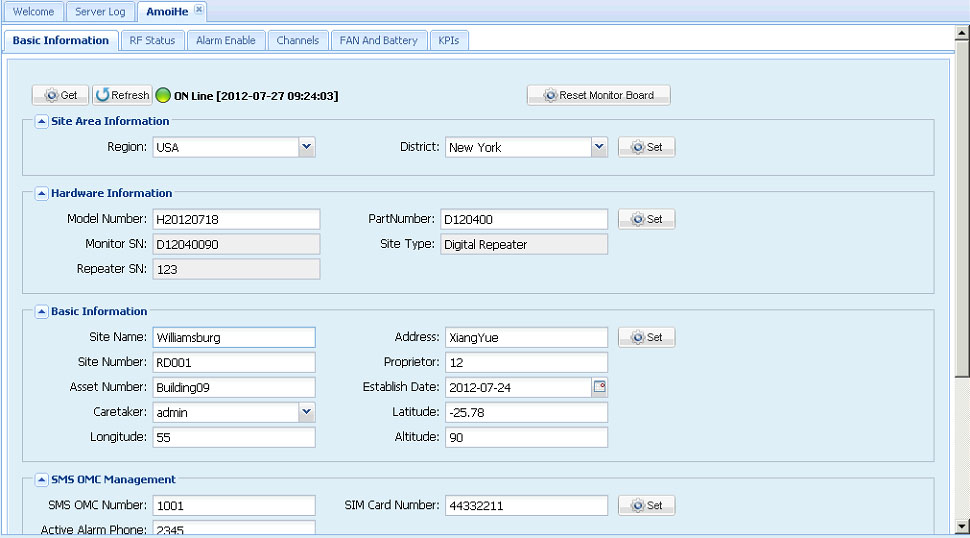 Welcome Server Log AmoiHe
Basic Information RF Status Alarm Enable Channels FAN And Battery KPIs
Get Refresh ON Line [2012-07-27 09:24:03] Reset Monitor Board
Site Area Information
Region: USA District: New York Set
Hardware Information
Model Number: H20120718 PartNumber: D120400 Set
Monitor SN: D12040090 Site Type: Digital Repeater
Repeater SN: 123
Basic Information
Site Name: Williamsburg Address: XiangYue Set
Site Number: RD001 Proprietor: 12
Asset Number: Building09 Establish Date: 2012-07-24
Caretaker: admin Latitude: -25.78
Longitude: 55 Altitude: 90
SMS OMC Management
SMS OMC Number: 1001 SIM Card Number: 44332211 Set
Active Alarm Phone: 2345